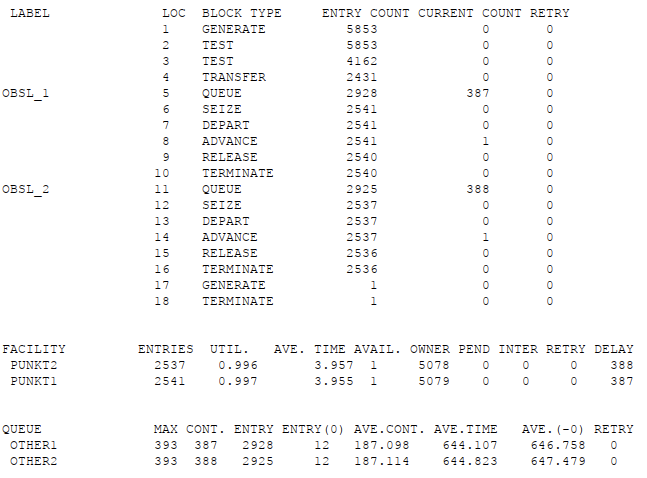 LABEL LOC BLOCK TYPE ENTRY COUNT CURRENT COUNT RETRY
1 GENERATE 5853 0 0
2 TEST 5853 0 0
3 TEST 4162 0 0
4 TRANSFER 2431 0 0
OBSL_1 5 QUEUE 2928 387 0
6 SEIZE 2541 0 0
7 DEPART 2541 0 0
8 ADVANCE 2541 1 0
9 RELEASE 2540 0 0
10 TERMINATE 2540 0 0
OBSL_2 11 QUEUE 2925 388 0
12 SEIZE 2537 0 0
13 DEPART 2537 0 0
14 ADVANCE 2537 1 0
15 RELEASE 2536 0 0
16 TERMINATE 2536 0 0
17 GENERATE 1 0 0
18 TERMINATE 1 0 0
FACILITY ENTRIES UTIL. AVE. TIME AVAIL. OWNER PEND INTER RETRY DELAY
PUNKT2 2537 0.996 3.957 1 5078 0 0 0 388
PUNKT1 2541 0.997 3.955 1 5079 0 0 0 387
QUEUE MAX CONT. ENTRY ENTRY(0) AVE.CONT. AVE.TIME AVE.(-0) RETRY
OTHER1 393 387 2928 12 187.098 644.107 646.758 0
OTHER2 393 388 2925 12 187.114 644.823 647.479 0